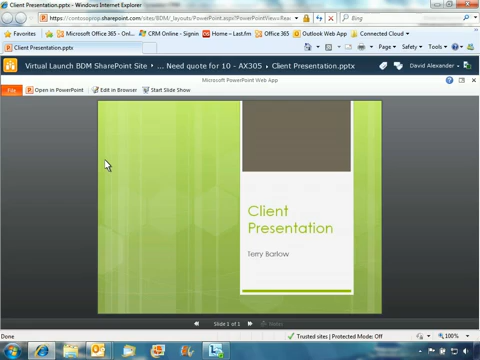 Client Presentation.pptx - Windows Internet Explorer
https://contosoprop.sharepoint.com/sites/BDM/_layouts/PowerPoint.aspx?PowerPointView=Rea
Bing
Favorites Microsoft Office 365 - Onl... CRM Online - Signin Home « Last.fm Office 365 Outlook Web App Connected Cloud
Client Presentation.pptx
Page Safety Tools
Virtual Launch BDM SharePoint Site ... Need quote for 10 - AX305 Client Presentation.pptx David Alexander
Microsoft PowerPoint Web App
File Open in PowerPoint Edit in Browser Start Slide Show
Client
Presentation
Terry Barlow
Slide 1 of 1 Notes
Done Trusted sites | Protected Mode: Off 100%